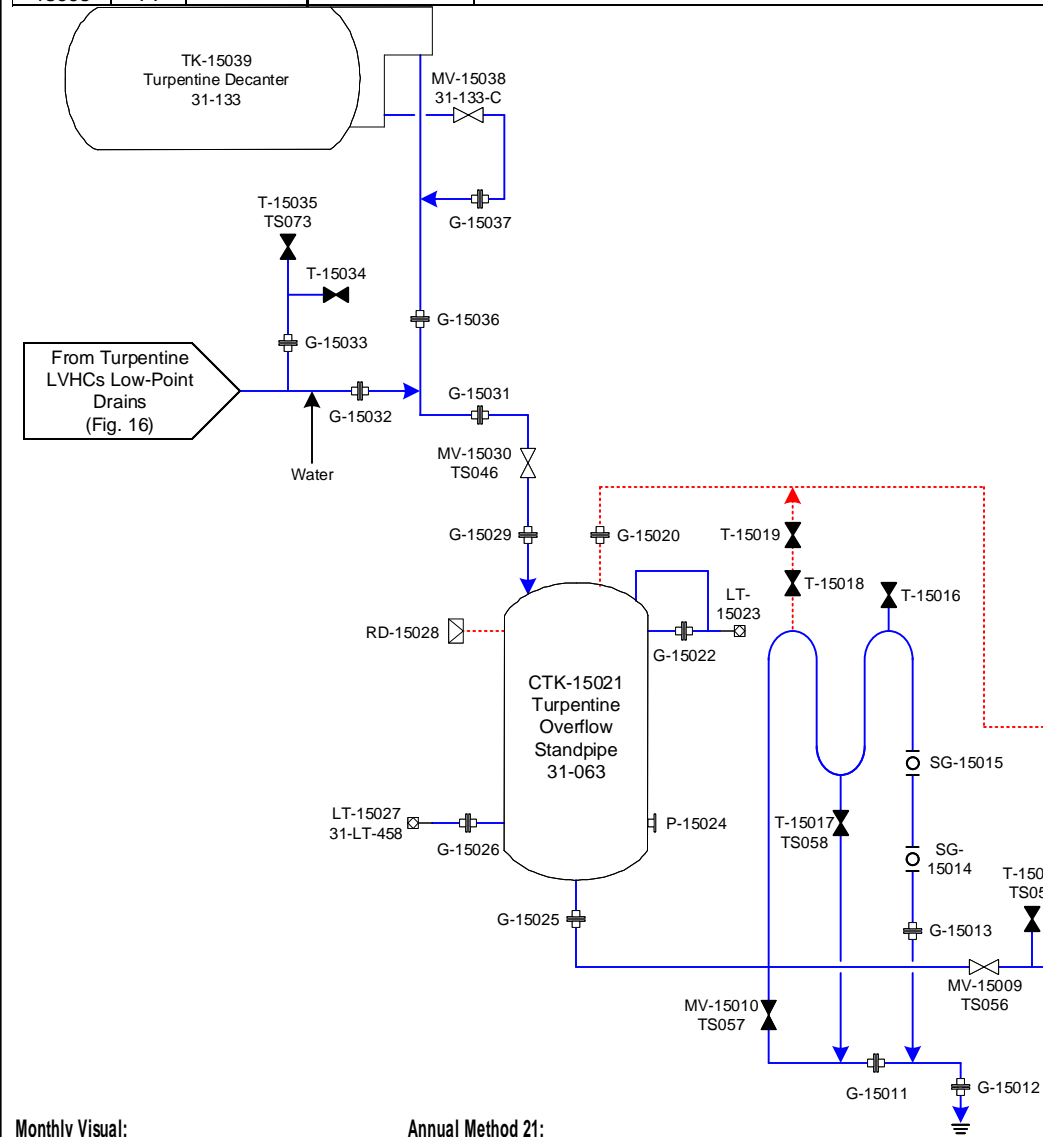 TK-15039
Turpentine Decanter
31-133
MV-15038
31-133-C
T-15035
TS073
G-15037
T-15034
G-15036
G-15033
From Turpentine
LVHCs Low-Point
Drains
(Fig. 16)
G-15031
G-15032
MV-15030
TS046
Water
G-15029
G-15020
T-15019
T-15018
LT-
15023
T-15016
RD-15028
G-15022
CTK-15021
Turpentine
Overflow
Standpipe
31-063
SG-15015
LT-15027
31-LT-458
P-15024
T-15017
TS058
G-15026
SG-
15014
T-150
TS05
G-15025
G-15013
MV-15009
TS056
MV-15010
TS057
G-15011
G-15012
Monthly Visual:
Annual Method 21: